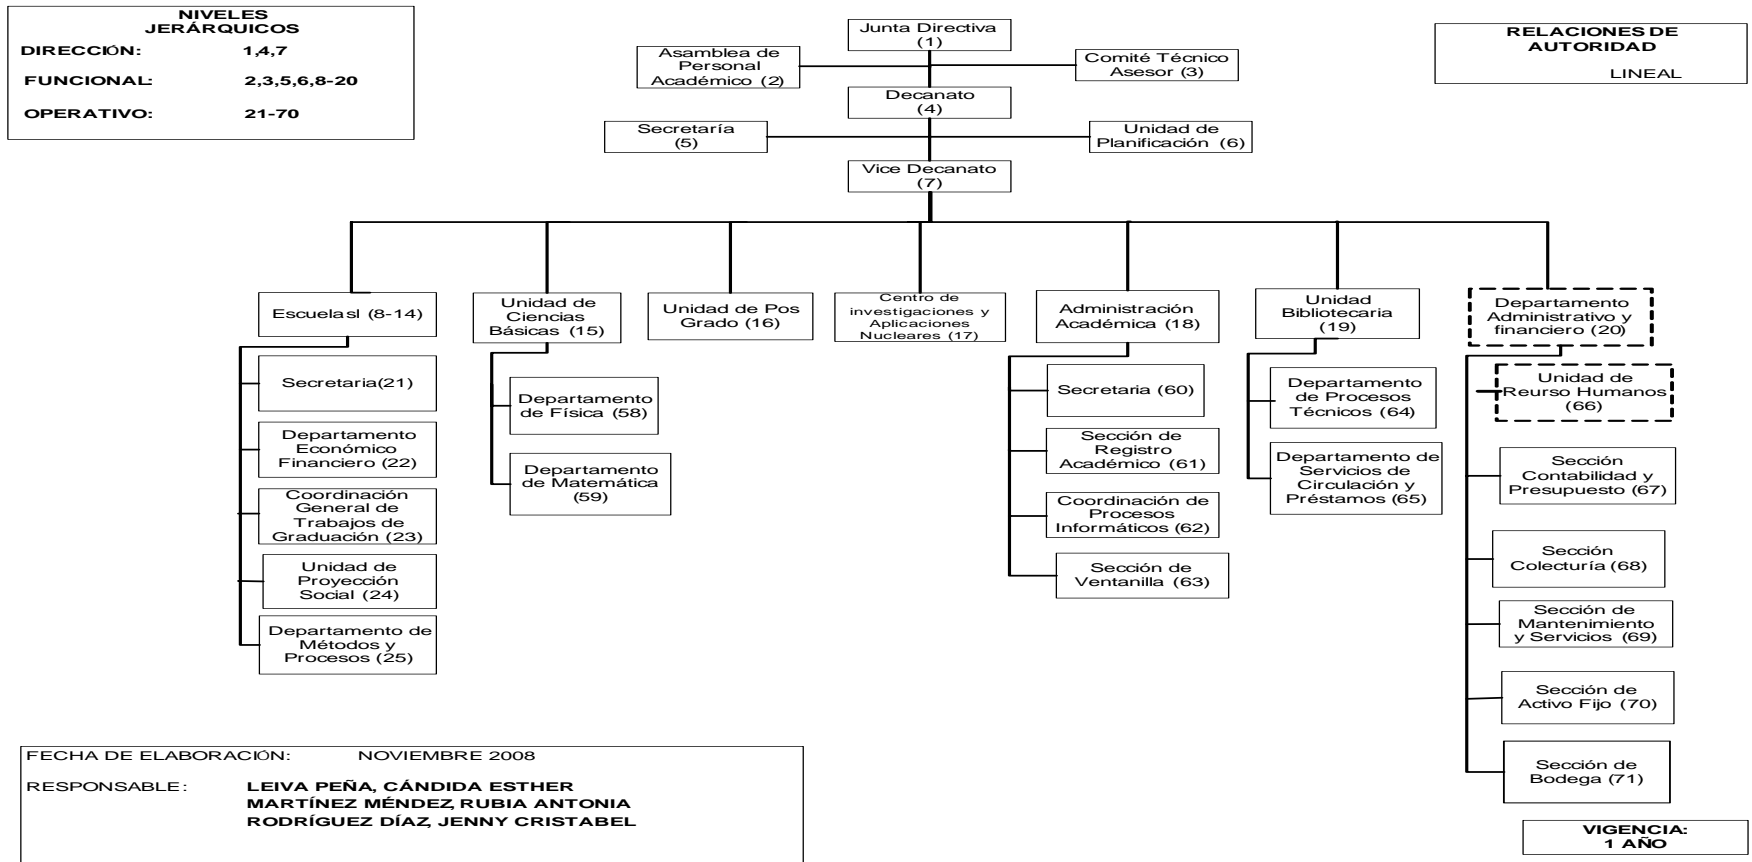 NIVELES
JERÁRQUICOS
DIRECCIÓN: 1,4,7
FUNCIONAL: 2,3,5,6,8-20
OPERATIVO: 21-70
RELACIONES DE
AUTORIDAD
LINEAL
Junta Directiva
(1)
Asamblea de
Personal
Académico (2)
Comité Técnico
Asesor (3)
Decanato
(4)
Secretaría
(5)
Unidad de
Planificación (6)
Vice Decanato
(7)
Escuelasl (8-14)
Unidad de
Ciencias
Básicas (15)
Unidad de Pos
Grado (16)
Centro de
investigaciones y
Aplicaciones
Nucleares (17)
Administración
Académica (18)
Unidad
Bibliotecaria
(19)
Departamento
Administrativo y
financiero (20)
Secretaria(21)
Departamento
Económico
Financiero (22)
Coordinación
General de
Trabajos de
Graduación (23)
Unidad de
Proyección
Social (24)
Departamento de
Métodos y
Procesos (25)
Departamento
de Física (58)
Departamento
de Matemática
(59)
Secretaria (60)
Sección de
Registro
Académico (61)
Coordinación de
Procesos
Informáticos (62)
Sección de
Ventanilla (63)
Departamento
de Procesos
Técnicos (64)
Departamento de
Servicios de
Circulación y
Préstamos (65)
Unidad de
Reurso Humanos
(66)
Sección
Contabilidad y
Presupuesto (67)
Sección
Colecturía (68)
Sección de
Mantenimiento
y Servicios (69)
Sección de
Activo Fijo (70)
Sección de
Bodega (71)
FECHA DE ELABORACIÓN: NOVIEMBRE 2008
RESPONSABLE: LEIVA PEÑA, CÁNDIDA ESTHER
MARTÍNEZ MÉNDEZ, RUBIA ANTONIA
RODRÍGUEZ DÍAZ, JENNY CRISTABEL
VIGENCIA:
1 AÑO